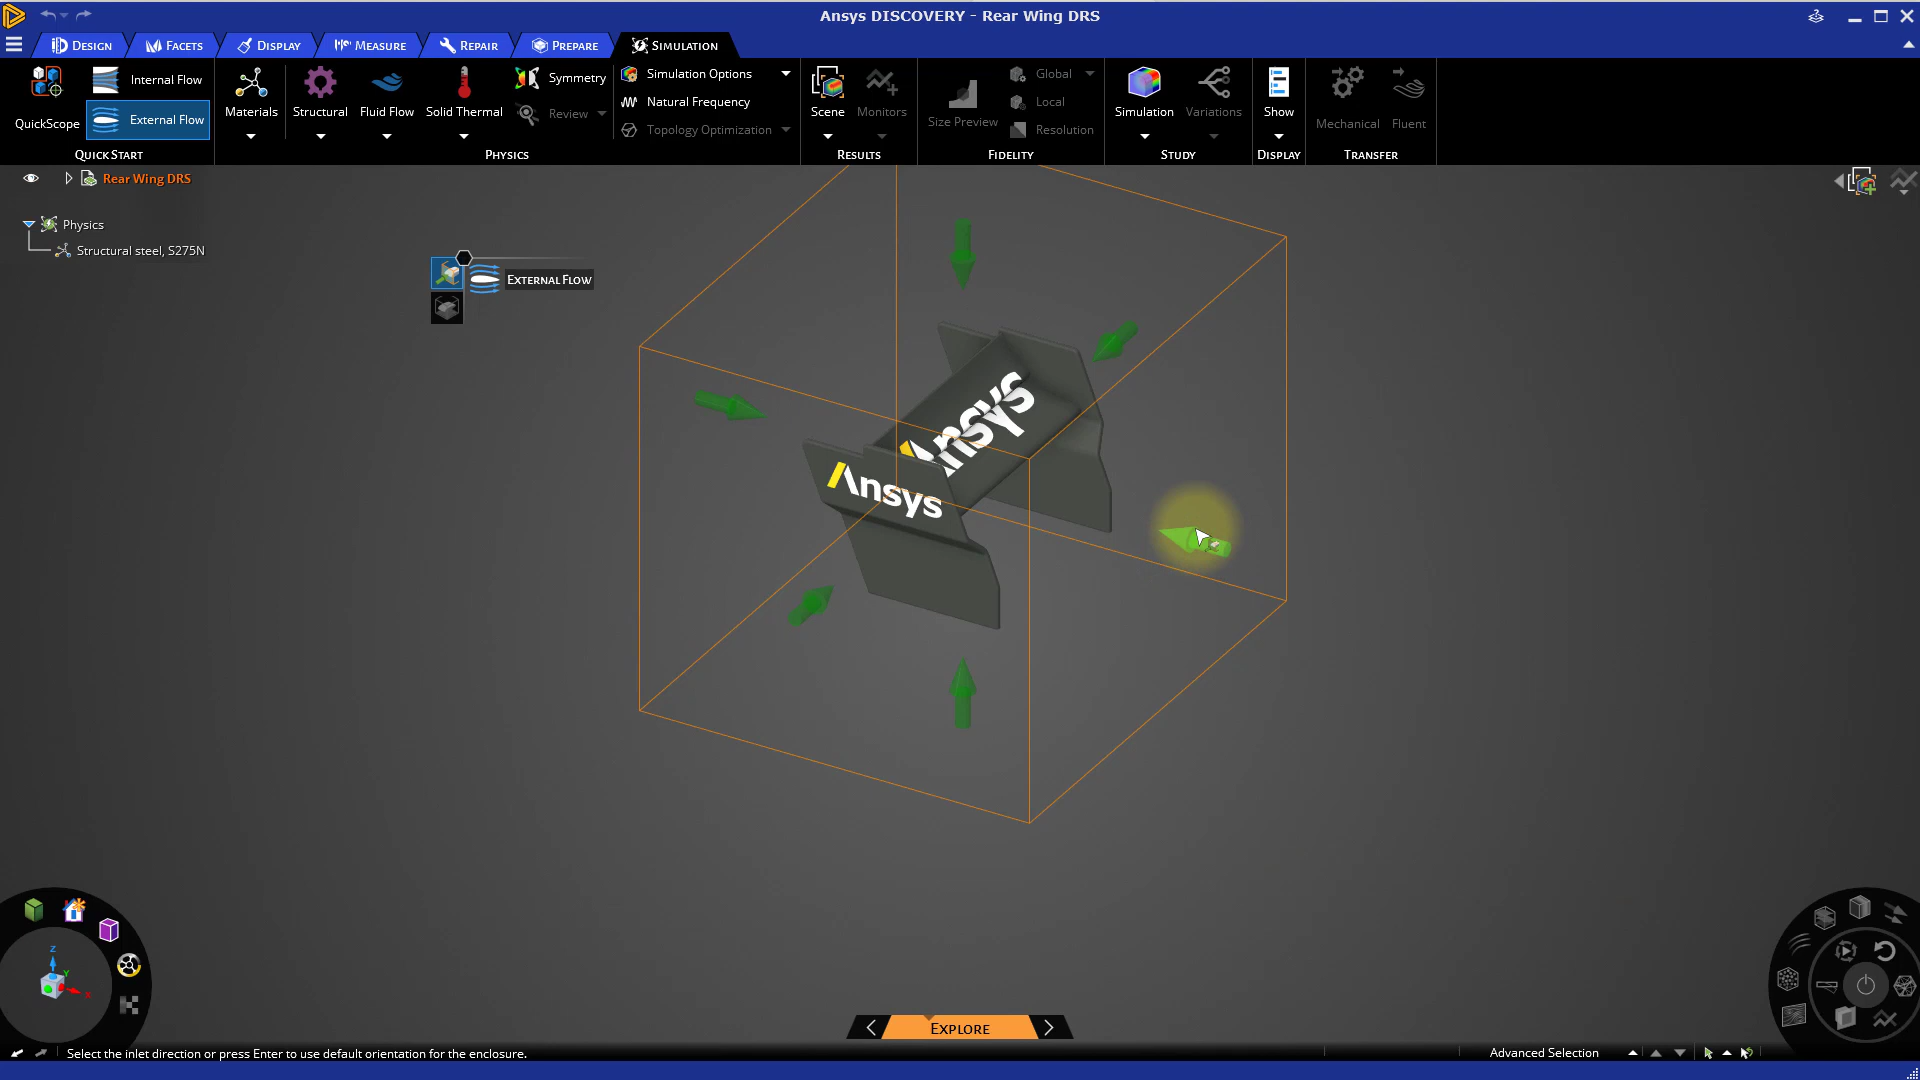 Ansys DISCOVERY - Rear Wing DRS
DESIGN
FACETS
DISPLAY
MEASURE
REPAIR
PREPARE
SIMULATION
QuickScope
Internal Flow
External Flow
QUICKSTART
Materials
Structural
Fluid Flow
Solid Thermal
Symmetry
Review
Simulation Options
Natural Frequency
Topology Optimization
PHYSICS
Scene
Monitors
RESULTS
Size Preview
Global
Local
Resolution
FIDELITY
Simulation
Variations
STUDY
Show
DISPLAY
Mechanical
Fluent
TRANSFER
Rear Wing DRS
Physics
Structural steel, S275N
EXTERNAL FLOW
Ansys
Ansys
Z
Y
X
EXPLORE
Select the inlet direction or press Enter to use default orientation for the enclosure.
Advanced Selection